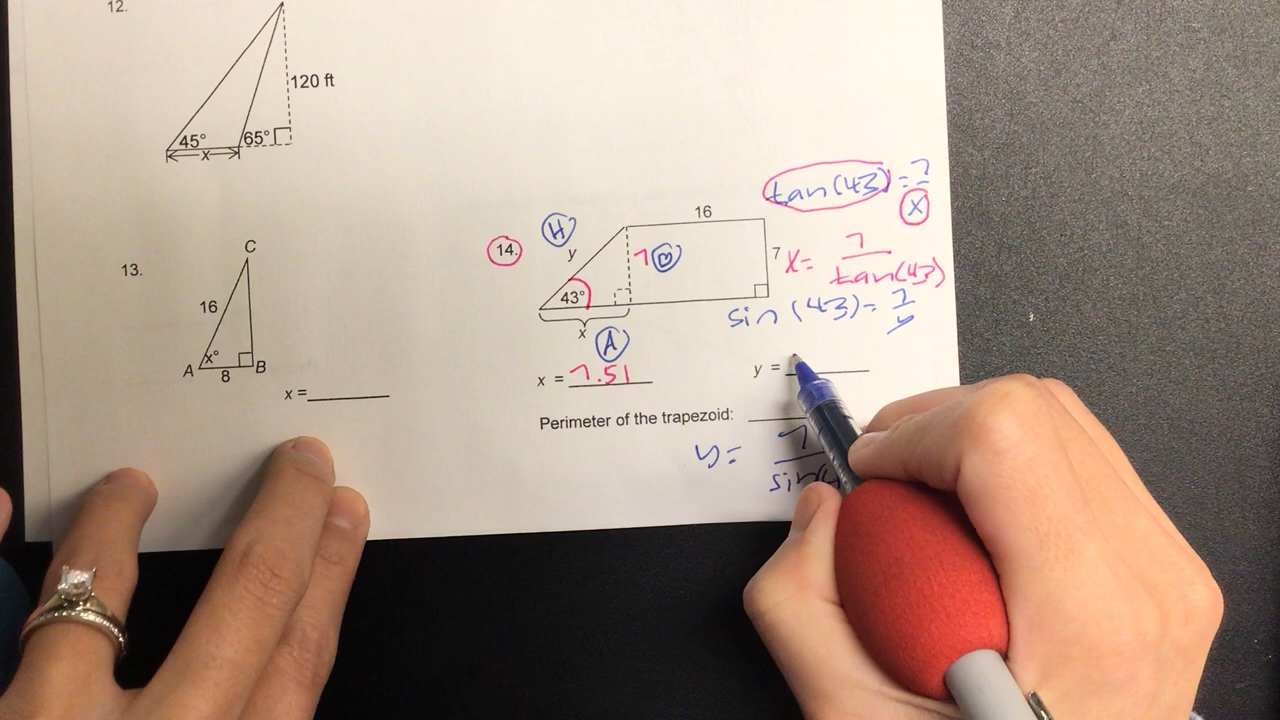 12.
120 ft
45°
65°
x
13.
C
16
x°
A
8
B
x =
14.
H
y
16
7
O
7
43°
x
A
tan(43) = 7/x
x = 7/tan(43)
sin (43) = 7/y
x = 7.51
y =
Perimeter of the trapezoid:
y = 7